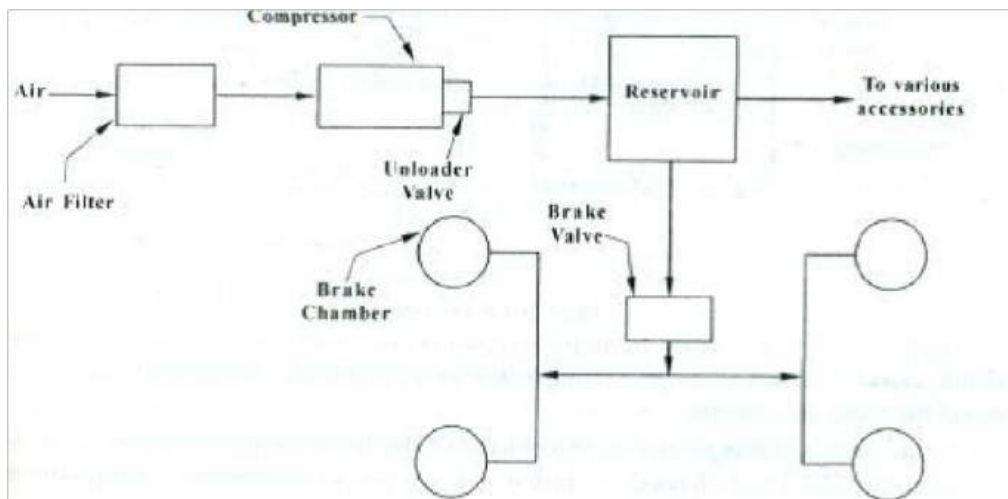 Compressor
Air
Reservoir
To various
accessories
Unloader
Valve
Air Filter
Brake
Valve
Brake
Chamber